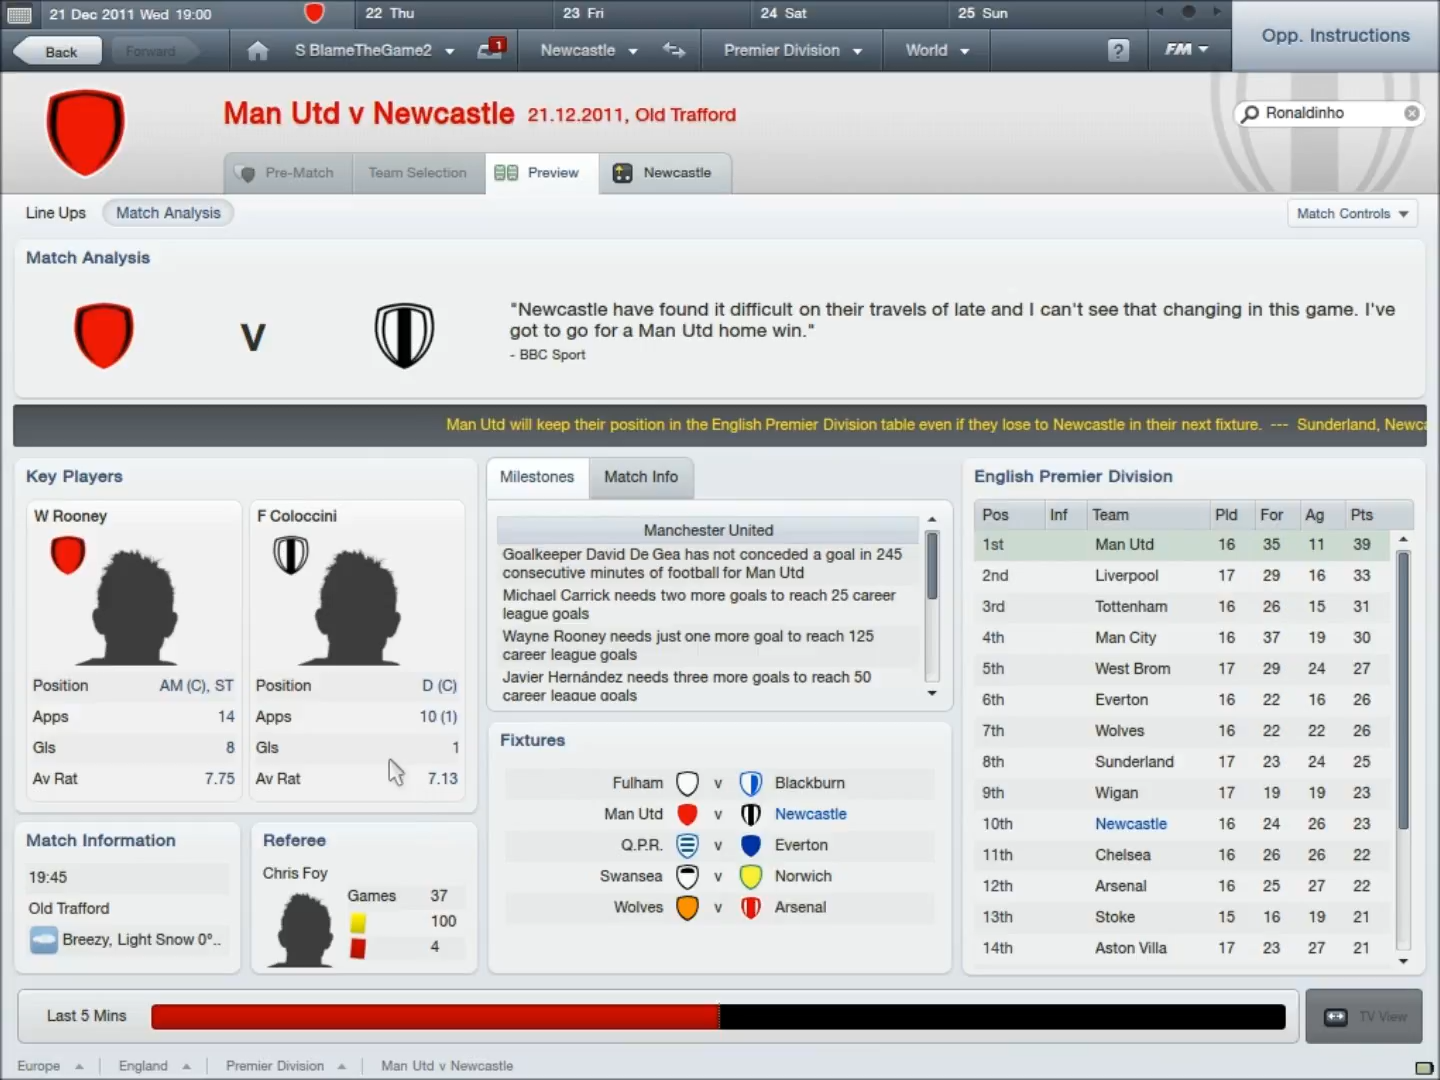 21 Dec 2011 Wed 19:00
22 Thu
23 Fri
24 Sat
25 Sun
Opp. Instructions
Back
Forward
S BlameTheGame2
1
Newcastle
Premier Division
World
?
FM
Man Utd v Newcastle 21.12.2011, Old Trafford
Ronaldinho
Pre-Match
Team Selection
Preview
Newcastle
Line Ups
Match Analysis
Match Controls
Match Analysis
V
"Newcastle have found it difficult on their travels of late and I can't see that changing in this game. I've
got to go for a Man Utd home win."
- BBC Sport
Man Utd will keep their position in the English Premier Division table even if they lose to Newcastle in their next fixture. --- Sunderland, Newc
Key Players
W Rooney
Position AM (C), ST
Apps 14
Gls 8
Av Rat 7.75
F Coloccini
Position D (C)
Apps 10 (1)
Gls 1
Av Rat 7.13
Milestones
Match Info
Manchester United
Goalkeeper David De Gea has not conceded a goal in 245
consecutive minutes of football for Man Utd
Michael Carrick needs two more goals to reach 25 career
league goals
Wayne Rooney needs just one more goal to reach 125
career league goals
Javier Hernández needs three more goals to reach 50
career league goals
English Premier Division
Pos Inf Team Pld For Ag Pts
1st Man Utd 16 35 11 39
2nd Liverpool 17 29 16 33
3rd Tottenham 16 26 15 31
4th Man City 16 37 19 30
5th West Brom 17 29 24 27
6th Everton 16 22 16 26
7th Wolves 16 22 22 26
8th Sunderland 17 23 24 25
9th Wigan 17 19 19 23
10th Newcastle 16 24 26 23
11th Chelsea 16 26 26 22
12th Arsenal 16 25 27 22
13th Stoke 15 16 19 21
14th Aston Villa 17 23 27 21
Fixtures
Fulham v Blackburn
Man Utd v Newcastle
Q.P.R. v Everton
Swansea v Norwich
Wolves v Arsenal
Match Information
19:45
Old Trafford
Breezy, Light Snow 0°..
Referee
Chris Foy
Games 37
100
4
Last 5 Mins
TV View
Europe
England
Premier Division
Man Utd v Newcastle